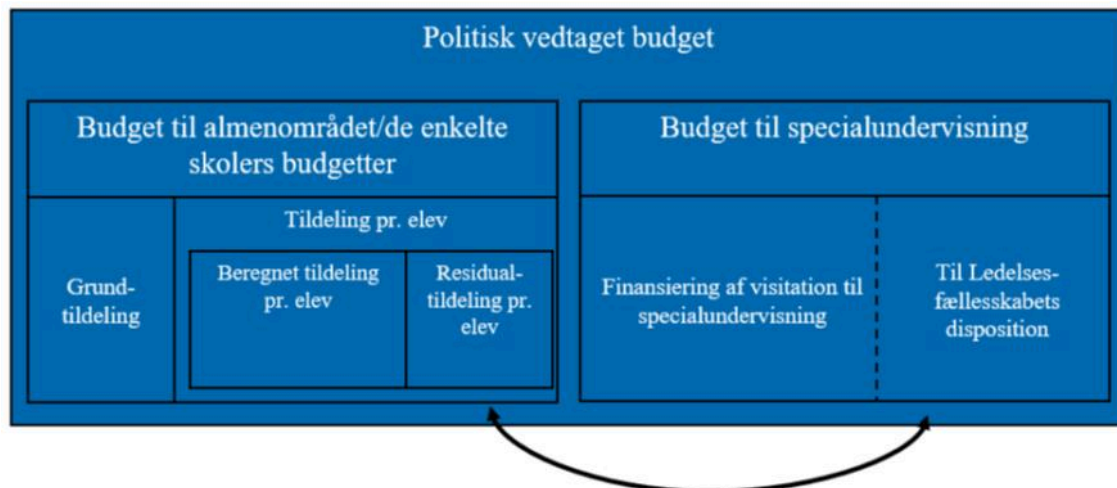 Politisk vedtaget budget
Budget til almenområdet/de enkelte
skolers budgetter
Grund-
tildeling
Tildeling pr. elev
Beregnet tildeling
pr. elev
Residual-
tildeling pr.
elev
Budget til specialundervisning
Finansiering af visitation til
specialundervisning
Til Ledelses-
fællesskabets
disposition